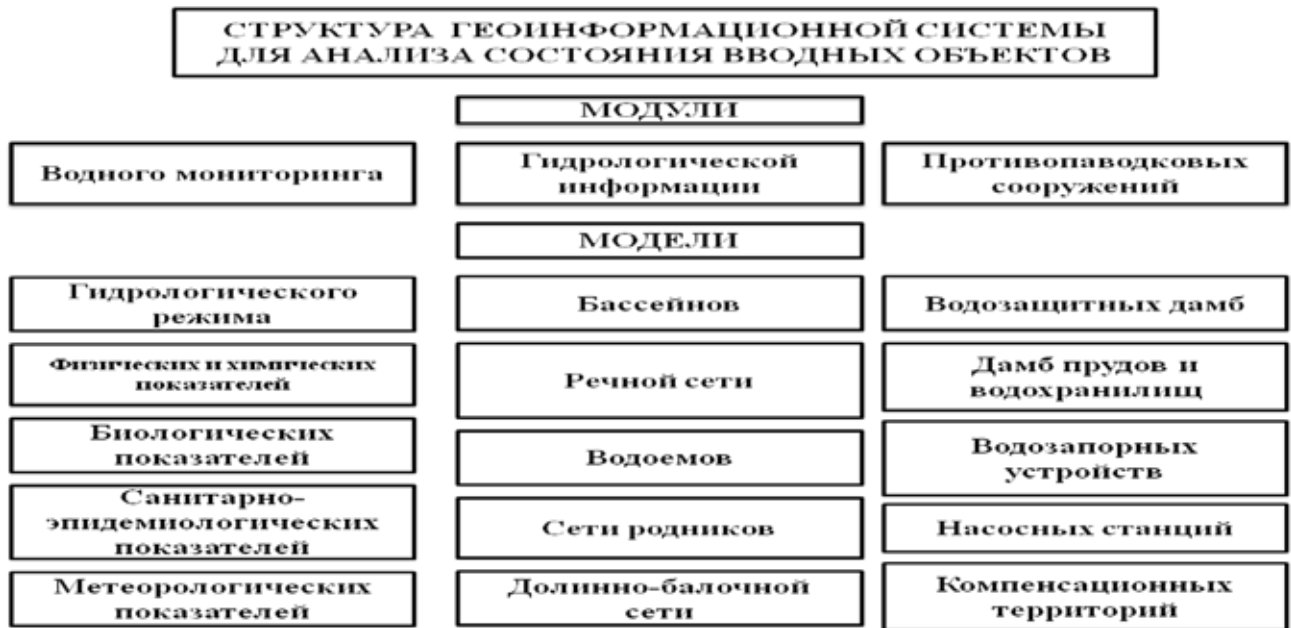 СТРУКТУРА ГЕОИНФОРМАЦИОННОЙ СИСТЕМЫ
ДЛЯ АНАЛИЗА СОСТОЯНИЯ ВВОДНЫХ ОБЪЕКТОВ
МОДУЛИ
Водного мониторинга
Гидрологической
информации
Противопаводковых
сооружений
МОДЕЛИ
Гидрологического
режима
Бассейнов
Водозащитных дамб
Физических и химических
показателей
Речной сети
Дамб прудов и
водохранилищ
Биологических
показателей
Водоемов
Водозапорных
устройств
Санитарно-
эпидемиологических
показателей
Сети родников
Насосных станций
Метеорологических
показателей
Долинно-балочной
сети
Компенсационных
территорий